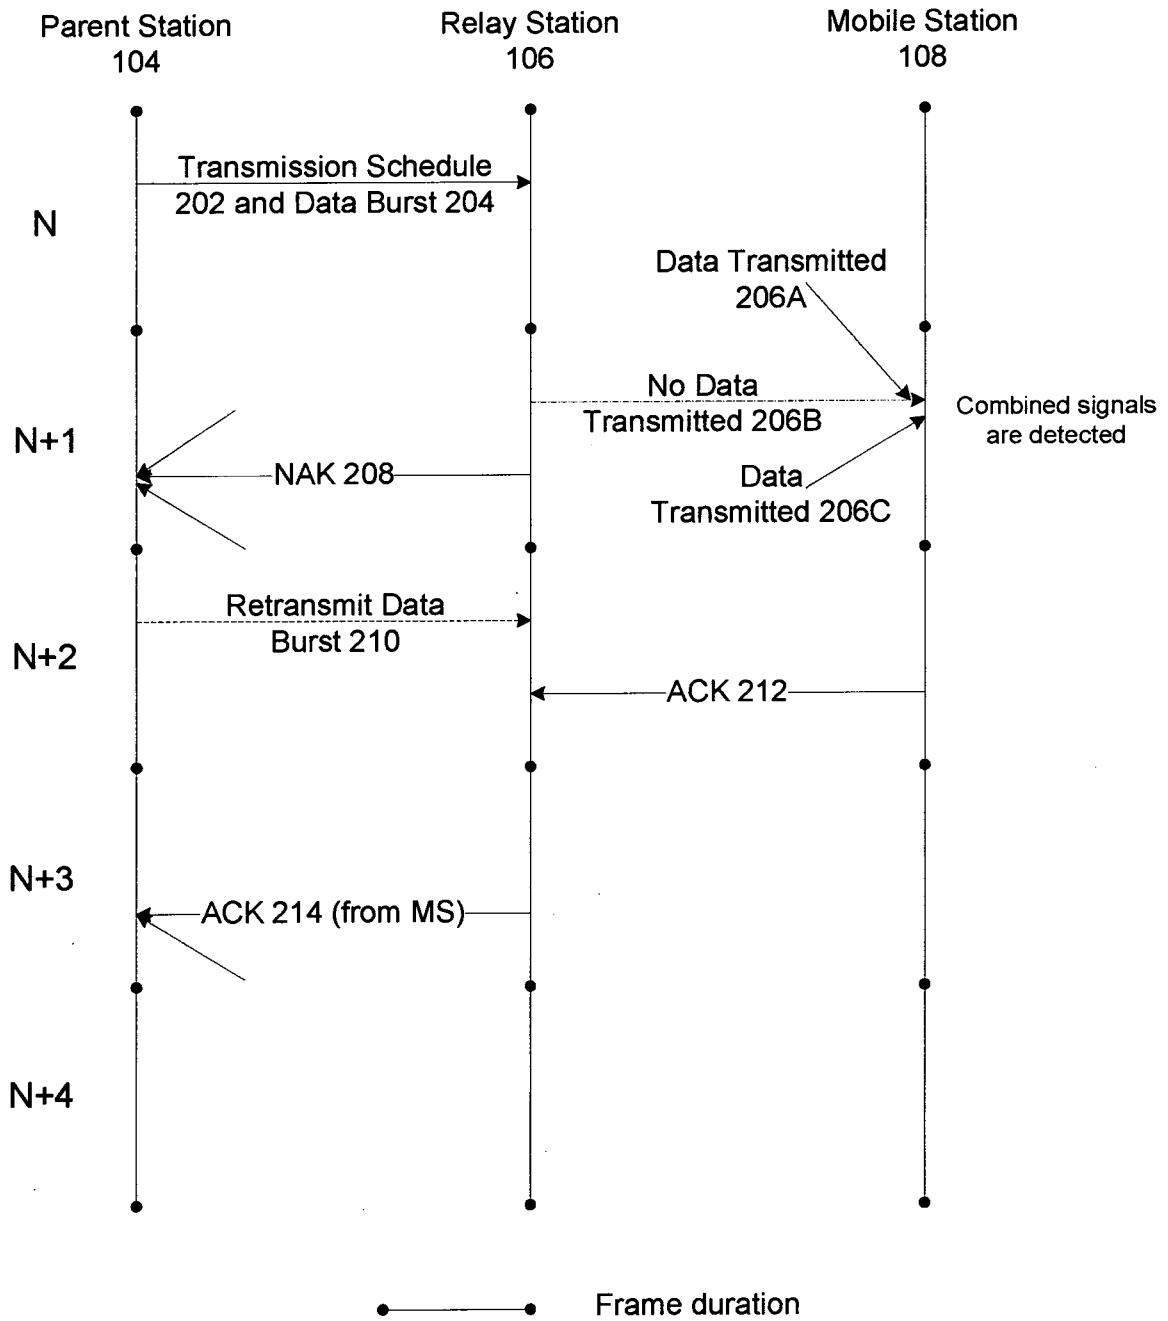 Parent Station
104
Relay Station
106
Mobile Station
108
Transmission Schedule
202 and Data Burst 204
N
Data Transmitted
206A
No Data
Transmitted 206B
Combined signals
are detected
N+1
NAK 208
Data
Transmitted 206C
Retransmit Data
Burst 210
N+2
ACK 212
N+3
ACK 214 (from MS)
N+4
Frame duration